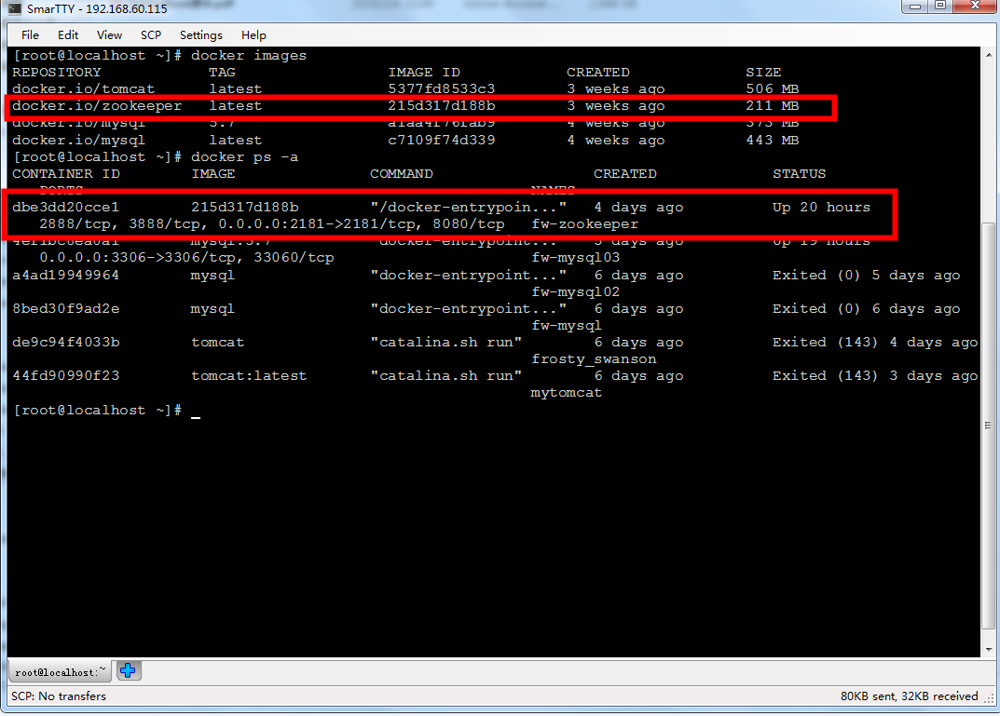 SmarTTY - 192.168.60.115
File Edit View SCP Settings Help
[root@localhost ~]# docker images
REPOSITORY TAG IMAGE ID CREATED SIZE
docker.io/tomcat latest 5377fd8533c3 3 weeks ago 506 MB
docker.io/zookeeper latest 215d317d188b 3 weeks ago 211 MB
docker.io/mysql 5.7 4 weeks ago 373 MB
docker.io/mysql latest c7109f74d339 4 weeks ago 443 MB
[root@localhost ~]# docker ps -a
CONTAINER ID IMAGE COMMAND CREATED STATUS
PORTS NAMES
dbe3dd20cce1 215d317d188b "/docker-entrypoin..." 4 days ago Up 20 hours
2888/tcp, 3888/tcp, 0.0.0.0:2181->2181/tcp, 8080/tcp fw-zookeeper
mysql:5.7 "docker-entrypoint..." 5 days ago Up 19 hours
0.0.0.0:3306->3306/tcp, 33060/tcp fw-mysql03
a4ad19949964 mysql "docker-entrypoint..." 6 days ago Exited (0) 5 days ago
fw-mysql02
8bed30f9ad2e mysql "docker-entrypoint..." 6 days ago Exited (0) 6 days ago
fw-mysql
de9c94f4033b tomcat "catalina.sh run" 6 days ago Exited (143) 4 days ago
frosty_swanson
44fd90990f23 tomcat:latest "catalina.sh run" 6 days ago Exited (143) 3 days ago
mytomcat
[root@localhost ~]# _
root@localhost:~
SCP: No transfers 80KB sent, 32KB received